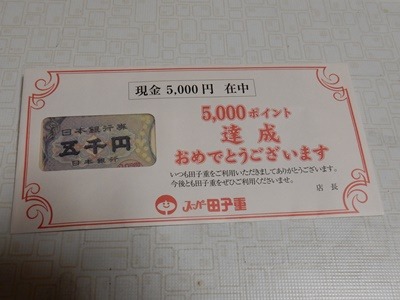 現金 5,000円 在中
5,000ポイント
達成
おめでとうございます
日本銀行券
五千円
日本銀行
いつも田子重をご利用いただきましてありがとうございます。
今後とも田子重をぜひご利用くださいませ。
店長
スーパー田子重